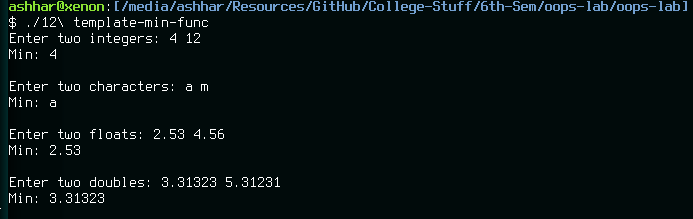 ashhar@xenon:[/media/ashhar/Resources/GitHub/College-Stuff/6th-Sem/oops-lab/oops-lab]
$ ./12\ template-min-func
Enter two integers: 4 12
Min: 4
Enter two characters: a m
Min: a
Enter two floats: 2.53 4.56
Min: 2.53
Enter two doubles: 3.31323 5.31231
Min: 3.31323